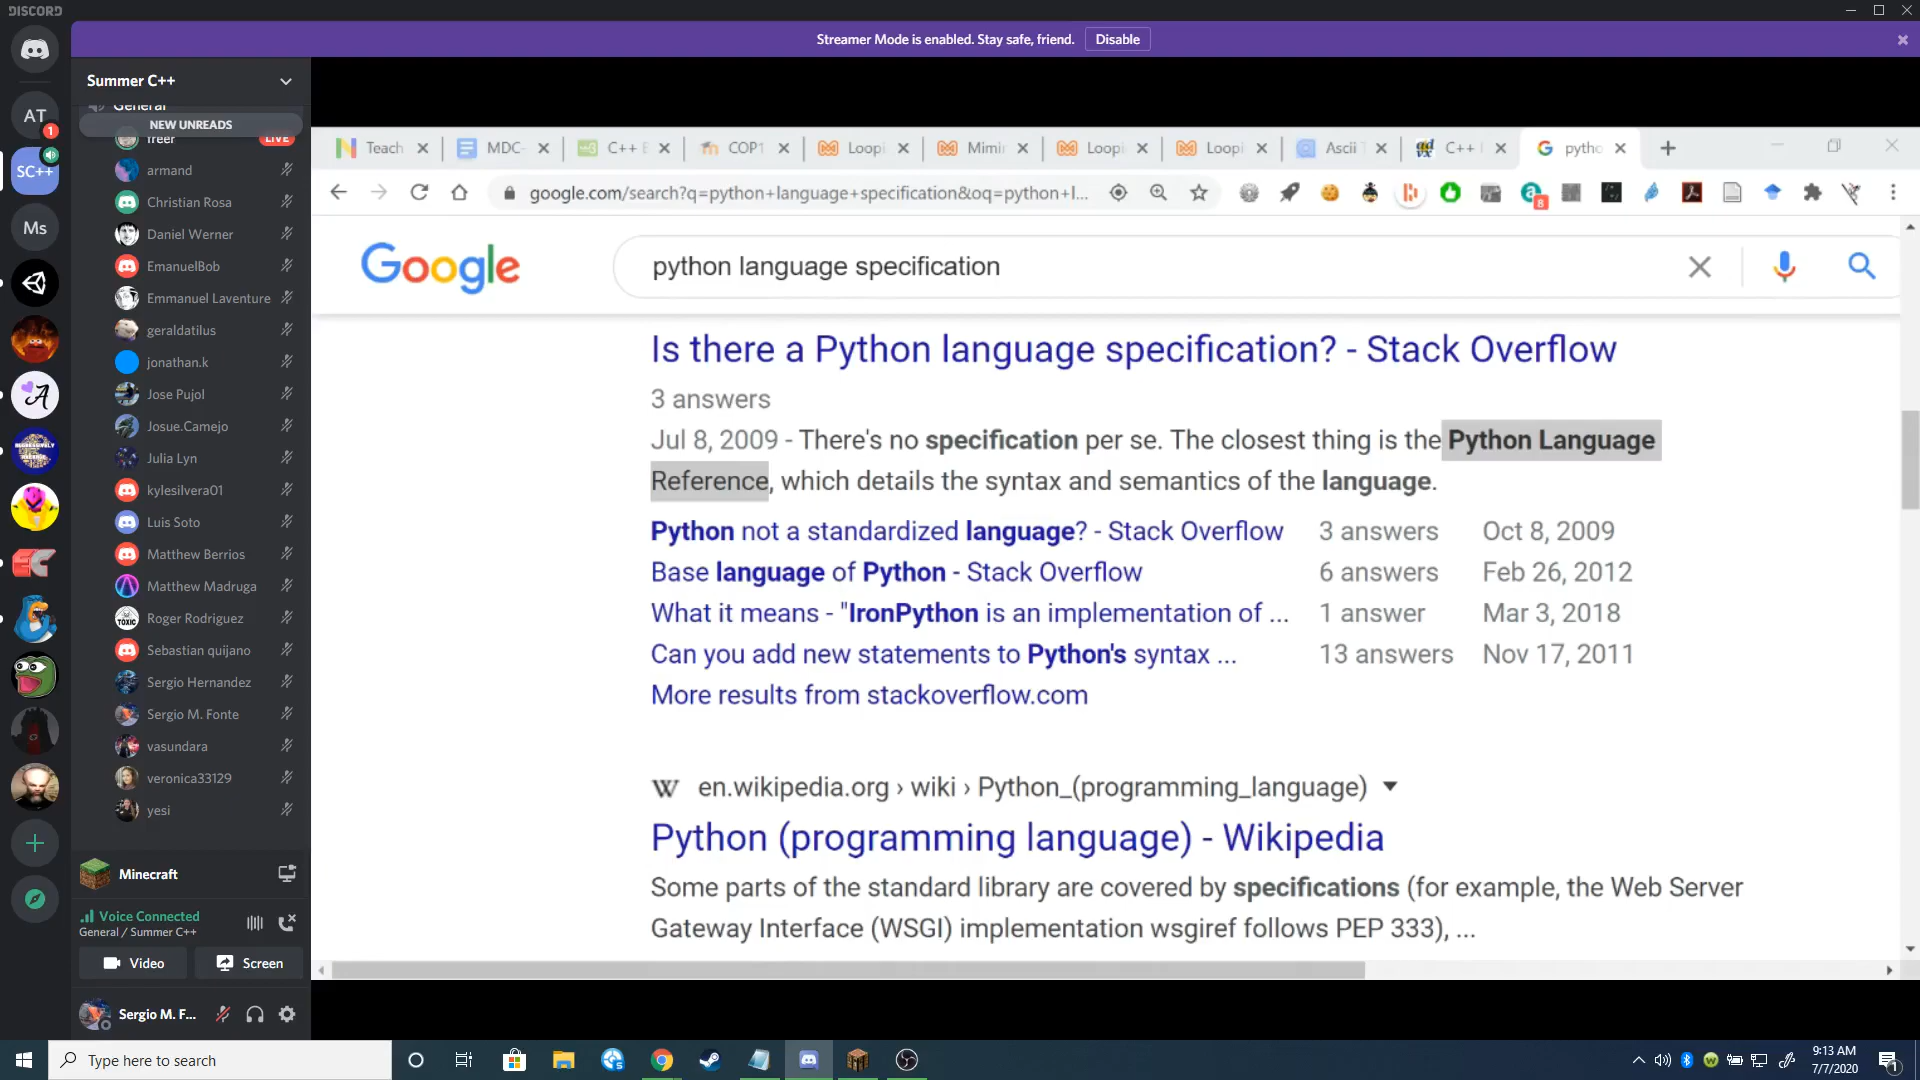 DISCORD
Streamer Mode is enabled. Stay safe, friend.
Disable
AT
1
SC++
Ms
Summer C++
General
NEW UNREADS
freer
LIVE
armand
Christian Rosa
Daniel Werner
EmanuelBob
Emmanuel Laventure
geraldatilus
jonathan.k
Jose Pujol
Josue.Camejo
Julia Lyn
kylesilvera01
Luis Soto
Matthew Berrios
Matthew Madruga
Roger Rodriguez
Sebastian quijano
Sergio Hernandez
Sergio M. Fonte
vasundara
veronica33129
yesi
Minecraft
Voice Connected
General / Summer C++
Video
Screen
Sergio M. F...
Teach
MDC-
C++ E
COP1
Loopi
Mimir
Loopi
Loopi
Ascii T
C++
pytho
google.com/search?q=python+language+specification&oq=python+l...
8
Google
python language specification
Is there a Python language specification? - Stack Overflow
3 answers
Jul 8, 2009 - There's no specification per se. The closest thing is the Python Language
Reference, which details the syntax and semantics of the language.
Python not a standardized language? - Stack Overflow 3 answers Oct 8, 2009
Base language of Python - Stack Overflow 6 answers Feb 26, 2012
What it means - "IronPython is an implementation of ... 1 answer Mar 3, 2018
Can you add new statements to Python's syntax ... 13 answers Nov 17, 2011
More results from stackoverflow.com
W en.wikipedia.org › wiki › Python_(programming_language)
Python (programming language) - Wikipedia
Some parts of the standard library are covered by specifications (for example, the Web Server
Gateway Interface (WSGI) implementation wsgiref follows PEP 333), ...
Type here to search
9:13 AM
7/7/2020
1